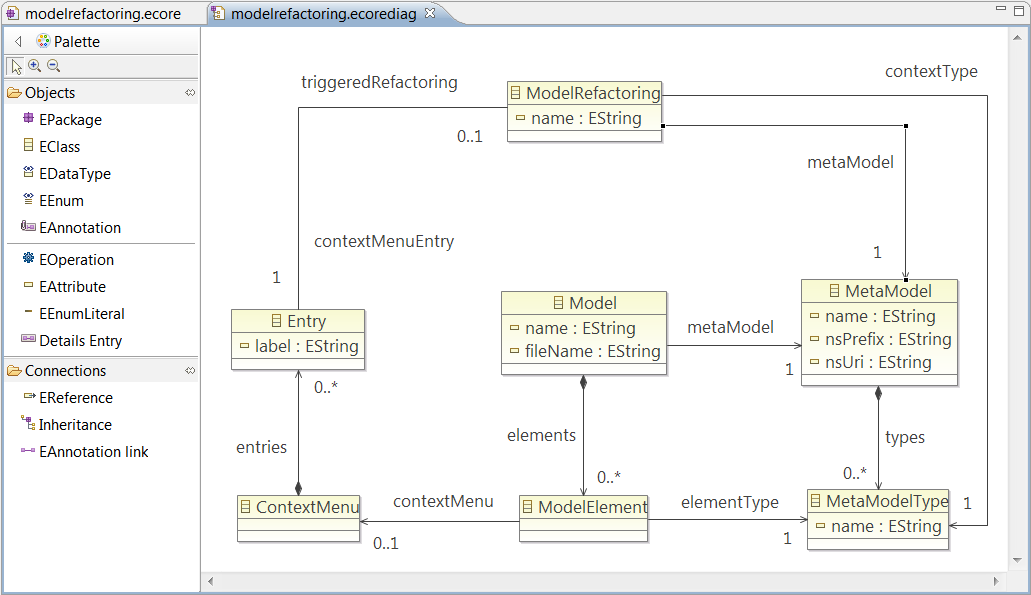 modelrefactoring.ecore
modelrefactoring.ecorediag
Palette
Objects
EPackage
EClass
EDataType
EEnum
EAnnotation
EOperation
EAttribute
EEnumLiteral
Details Entry
Connections
EReference
Inheritance
EAnnotation link
triggeredRefactoring
ModelRefactoring
name : EString
contextType
0..1
metaModel
contextMenuEntry
1
1
Entry
label : EString
0..*
Model
name : EString
fileName : EString
metaModel
1
MetaModel
name : EString
nsPrefix : EString
nsUri : EString
entries
elements
0..*
types
0..*
ContextMenu
contextMenu
0..1
ModelElement
elementType
1
MetaModelType
name : EString
1